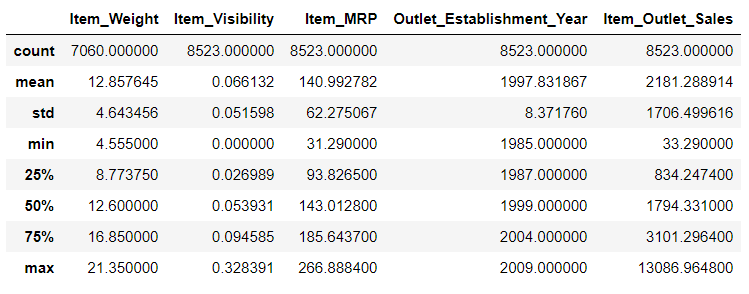 Item_Weight Item_Visibility Item_MRP Outlet_Establishment_Year Item_Outlet_Sales
count 7060.000000 8523.000000 8523.000000 8523.000000 8523.000000
mean 12.857645 0.066132 140.992782 1997.831867 2181.288914
std 4.643456 0.051598 62.275067 8.371760 1706.499616
min 4.555000 0.000000 31.290000 1985.000000 33.290000
25% 8.773750 0.026989 93.826500 1987.000000 834.247400
50% 12.600000 0.053931 143.012800 1999.000000 1794.331000
75% 16.850000 0.094585 185.643700 2004.000000 3101.296400
max 21.350000 0.328391 266.888400 2009.000000 13086.964800